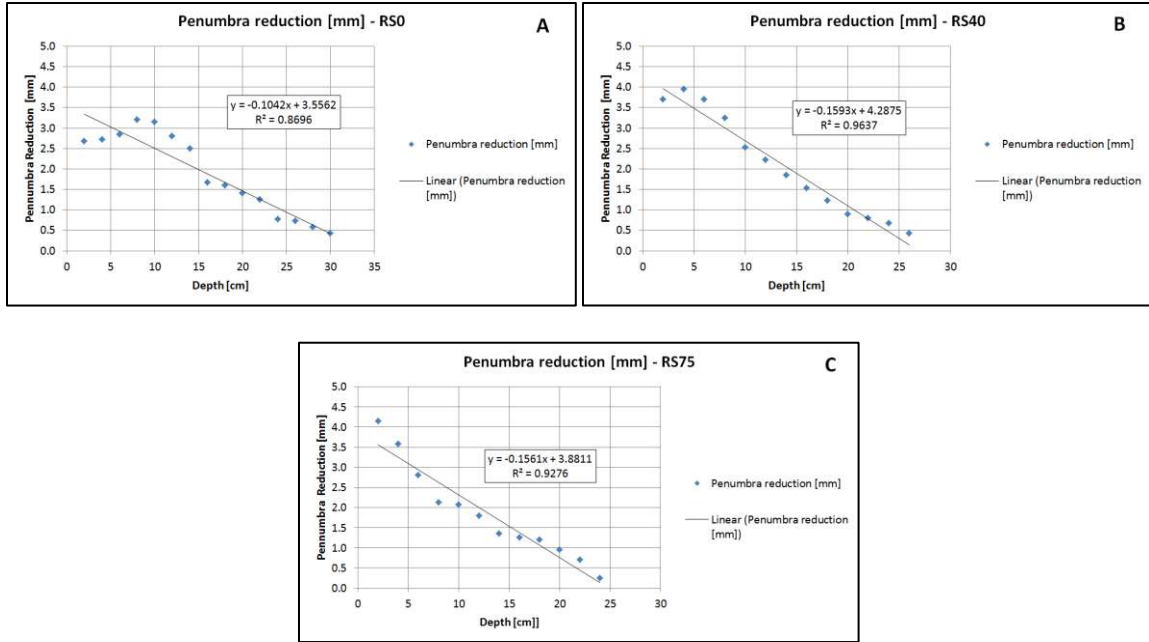 Penumbra reduction [mm] - RS0
A
Pennumbra Reduction [mm]
5.0
4.5
4.0
3.5
3.0
2.5
2.0
1.5
1.0
0.5
0.0
y = -0.1042x + 3.5562
R² = 0.8696
0 5 10 15 20 25 30 35
Depth [cm]
Penumbra reduction [mm]
Linear (Penumbra reduction
[mm])
Penumbra reduction [mm] - RS40
B
Pennumbra Reduction [mm]
5.0
4.5
4.0
3.5
3.0
2.5
2.0
1.5
1.0
0.5
0.0
y = -0.1593x + 4.2875
R² = 0.9637
0 5 10 15 20 25 30
Depth [cm]
Penumbra reduction [mm]
Linear (Penumbra reduction
[mm])
Penumbra reduction [mm] - RS75
C
Pennumbra Reduction [mm]
5.0
4.5
4.0
3.5
3.0
2.5
2.0
1.5
1.0
0.5
0.0
y = -0.1561x + 3.8811
R² = 0.9276
0 5 10 15 20 25 30
Depth [cm]]
Penumbra reduction [mm]
Linear (Penumbra reduction
[mm])